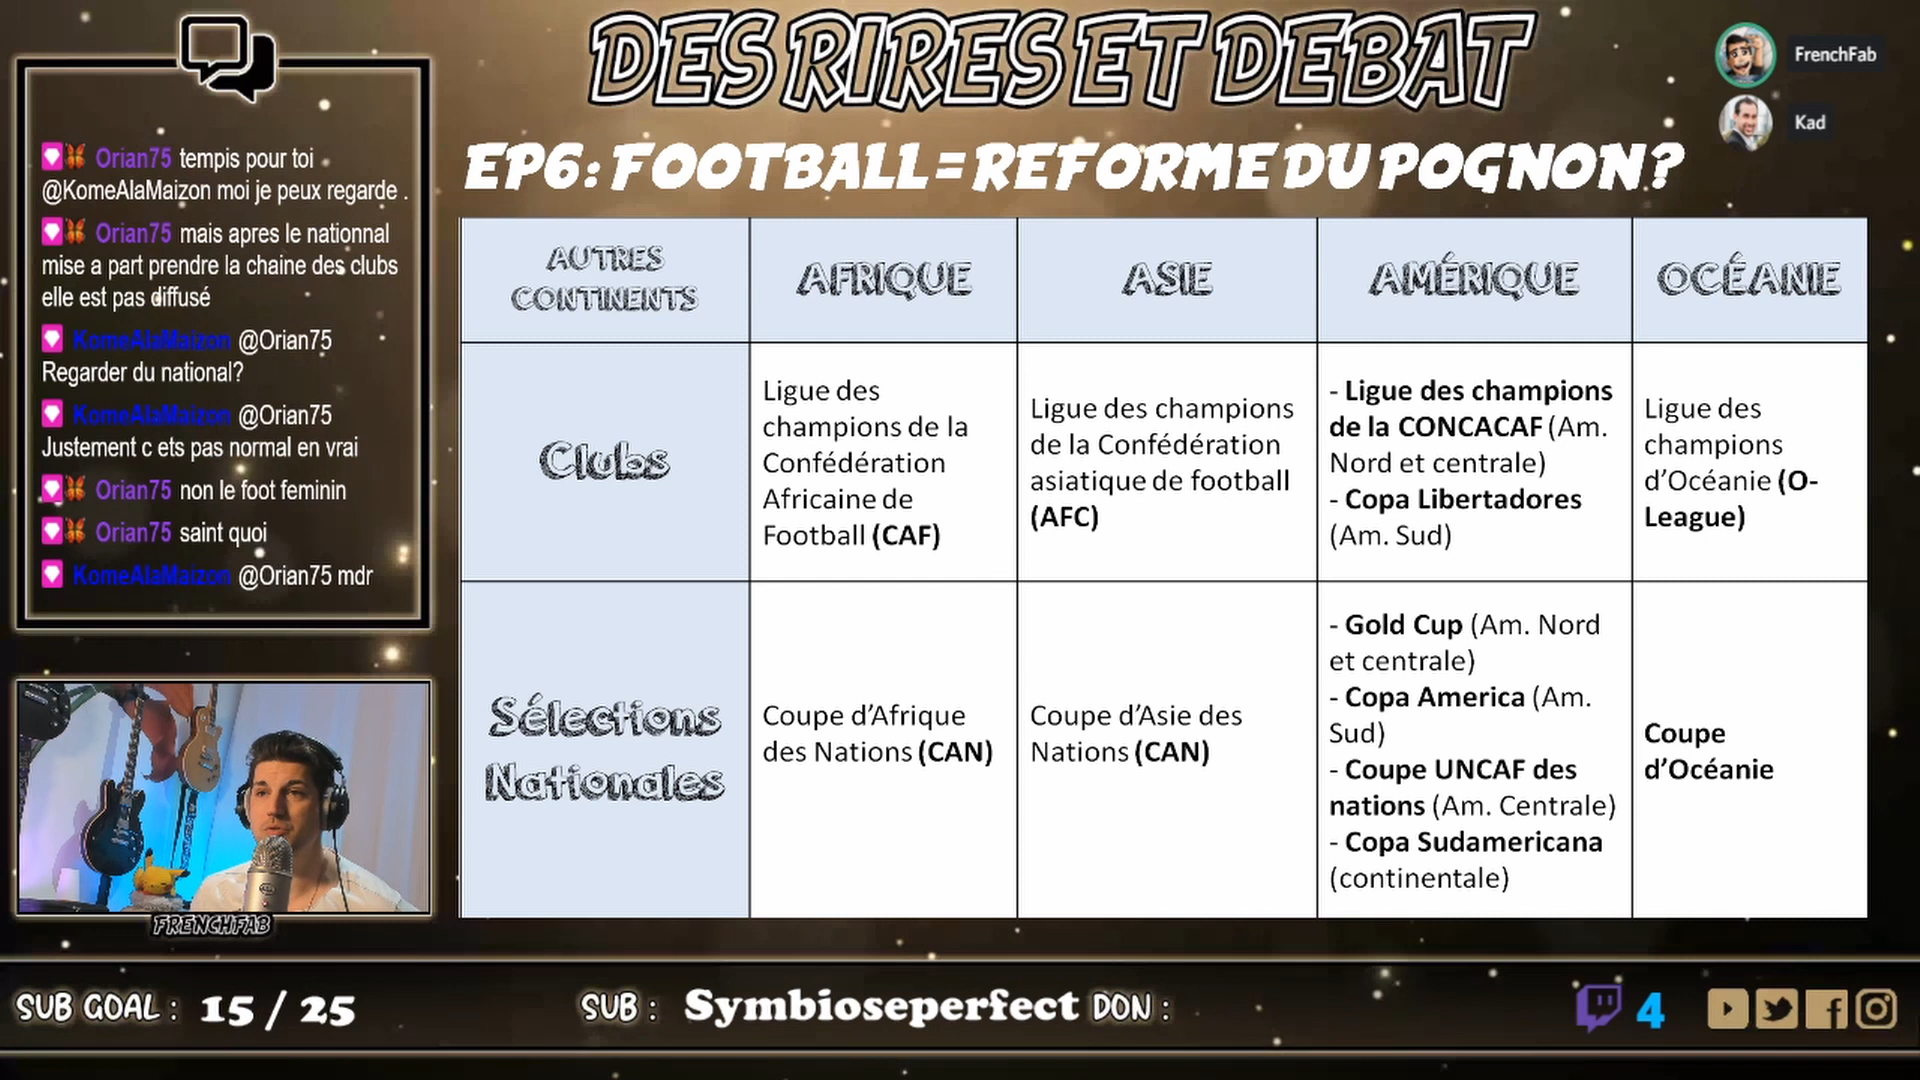 DES RIRES ET DEBAT
FrenchFab
Kad
EP6: FOOTBALL = REFORME DU POGNON?
Orian75 tempis pour toi
@KomeAlaMaizon moi je peux regarde .
Orian75 mais apres le nationnal
mise a part prendre la chaine des clubs
elle est pas diffusé
KomeAlaMaizon @Orian75
Regarder du national?
KomeAlaMaizon @Orian75
Justement c ets pas normal en vrai
Orian75 non le foot feminin
Orian75 saint quoi
KomeAlaMaizon @Orian75 mdr
AUTRES
CONTINENTS
AFRIQUE
ASIE
AMÉRIQUE
OCÉANIE
Clubs
Ligue des
champions de la
Confédération
Africaine de
Football (CAF)
Ligue des champions
de la Confédération
asiatique de football
(AFC)
- Ligue des champions
de la CONCACAF (Am.
Nord et centrale)
- Copa Libertadores
(Am. Sud)
Ligue des
champions
d'Océanie (O-
League)
Sélections
Nationales
Coupe d'Afrique
des Nations (CAN)
Coupe d'Asie des
Nations (CAN)
- Gold Cup (Am. Nord
et centrale)
- Copa America (Am.
Sud)
- Coupe UNCAF des
nations (Am. Centrale)
- Copa Sudamericana
(continentale)
Coupe
d'Océanie
FRENCHFAB
SUB GOAL : 15 / 25
SUB : Symbioseperfect DON :
4